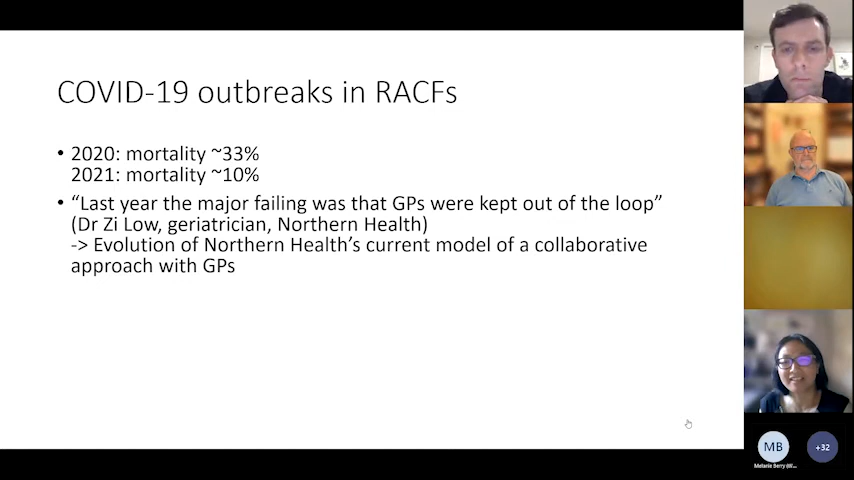 COVID-19 outbreaks in RACFs
• 2020: mortality ~33%
2021: mortality ~10%
• “Last year the major failing was that GPs were kept out of the loop”
(Dr Zi Low, geriatrician, Northern Health)
-> Evolution of Northern Health’s current model of a collaborative
approach with GPs
MB
+32
Melanie Berry (W...